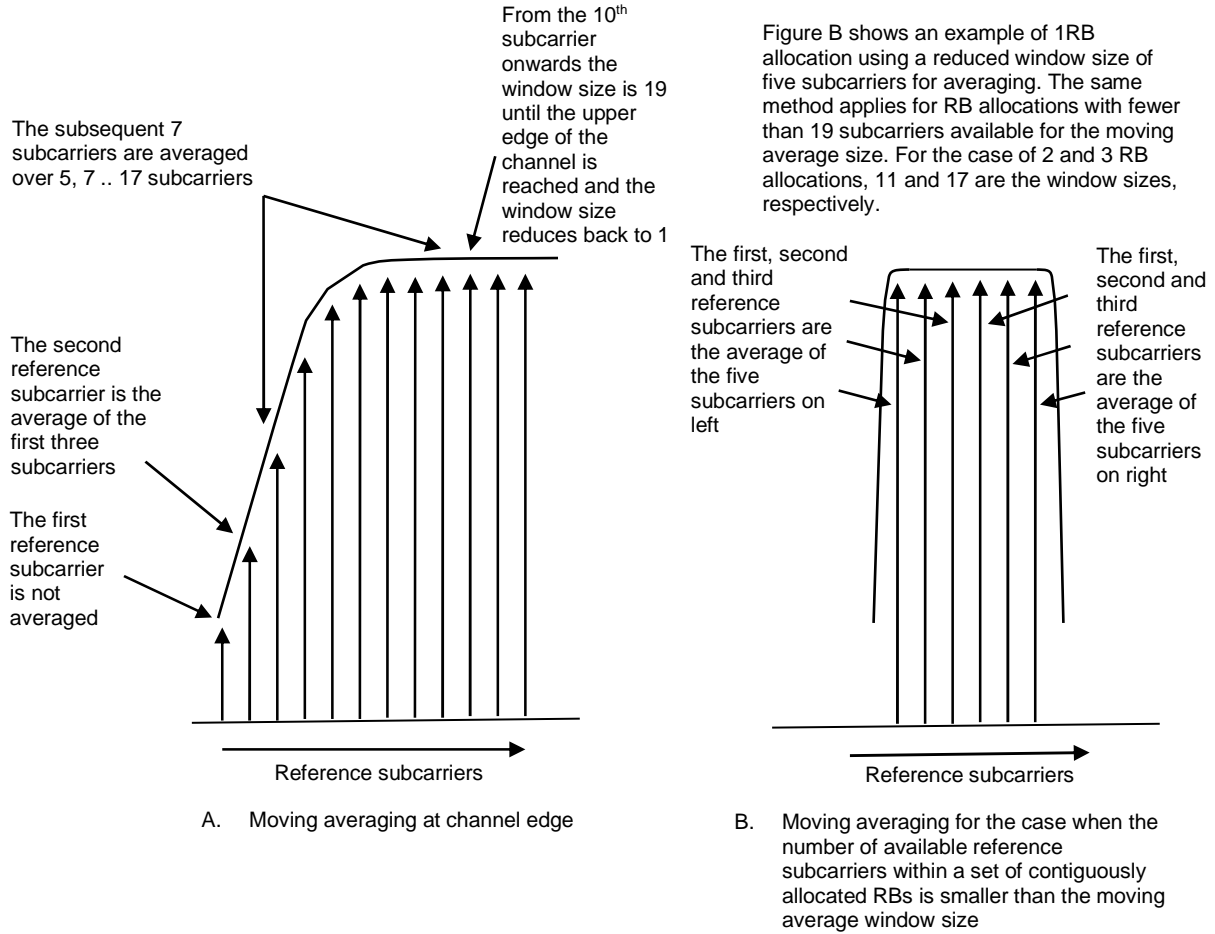 From the 10th
subcarrier
onwards the
window size is 19
until the upper
edge of the
channel is
reached and the
window size
reduces back to 1
The subsequent 7
subcarriers are averaged
over 5, 7 .. 17 subcarriers
The second
reference
subcarrier is the
average of the
first three
subcarriers
The first
reference
subcarrier
is not
averaged
Reference subcarriers
A. Moving averaging at channel edge
Figure B shows an example of 1RB
allocation using a reduced window size of
five subcarriers for averaging. The same
method applies for RB allocations with fewer
than 19 subcarriers available for the moving
average size. For the case of 2 and 3 RB
allocations, 11 and 17 are the window sizes,
respectively.
The first, second
and third
reference
subcarriers are
the average of
the five
subcarriers on
left
The first,
second and
third
reference
subcarriers
are the
average of
the five
subcarriers
on right
Reference subcarriers
B. Moving averaging for the case when the
number of available reference
subcarriers within a set of contiguously
allocated RBs is smaller than the moving
average window size